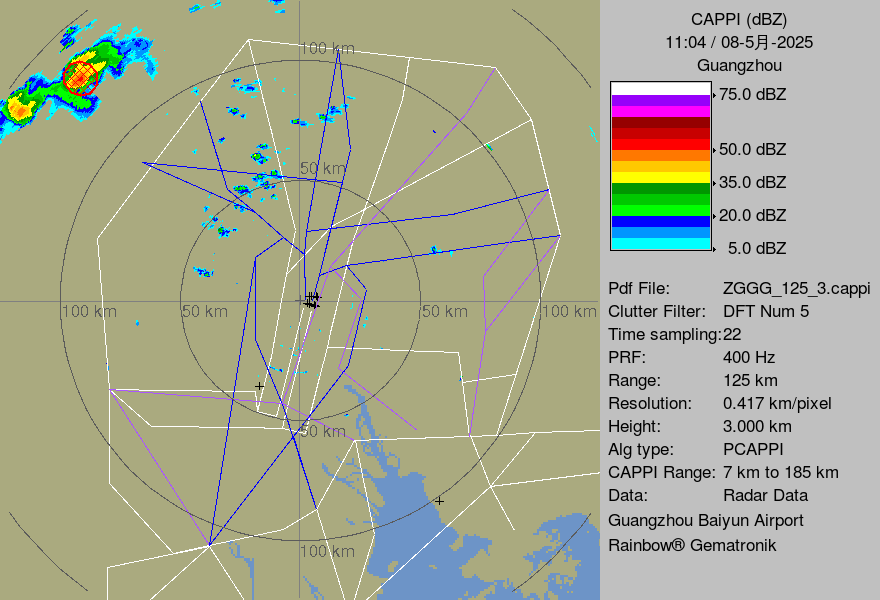 CAPPI (dBZ)
11:04 / 08-5月-2025
Guangzhou
75.0 dBZ
50.0 dBZ
35.0 dBZ
20.0 dBZ
5.0 dBZ
100 km
50 km
100 km
50 km
50 km
100 km
50 km
100 km
Pdf File: ZGGG_125_3.cappi
Clutter Filter: DFT Num 5
Time sampling:22
PRF: 400 Hz
Range: 125 km
Resolution: 0.417 km/pixel
Height: 3.000 km
Alg type: PCAPPI
CAPPI Range: 7 km to 185 km
Data: Radar Data
Guangzhou Baiyun Airport
Rainbow® Gematronik